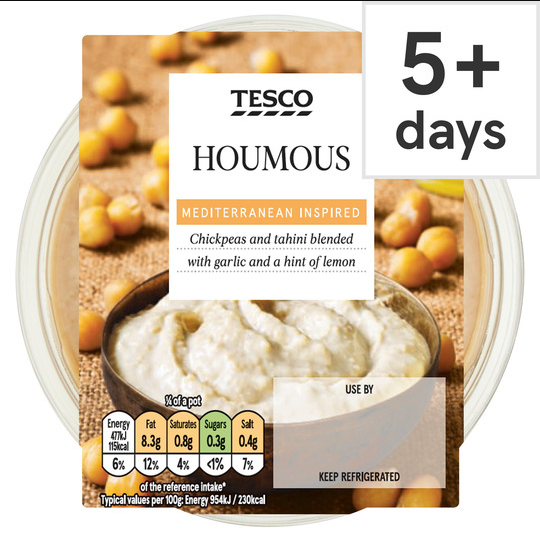 5+
days
TESCO
HOUMOUS
MEDITERRANEAN INSPIRED
Chickpeas and tahini blended
with garlic and a hint of lemon
USE BY
KEEP REFRIGERATED
¼ of a pot
Energy Fat Saturates Sugars Salt
477kJ
115kcal 8.3g 0.8g 0.3g 0.4g
6% 12% 4% <1% 7%
of the reference intake*
Typical values per 100g: Energy 954kJ / 230kcal